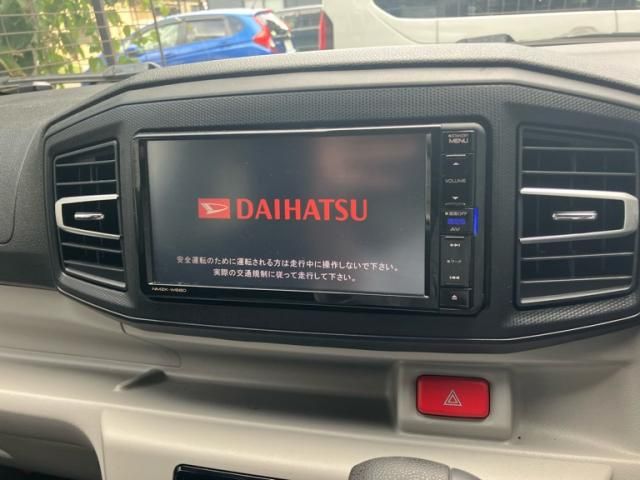 STANDBY
MENU
VOLUME
AV
DAIHATSU
安全運転のために運転される方は走行中に操作しないで下さい。
実際の交通規制に従って走行して下さい。